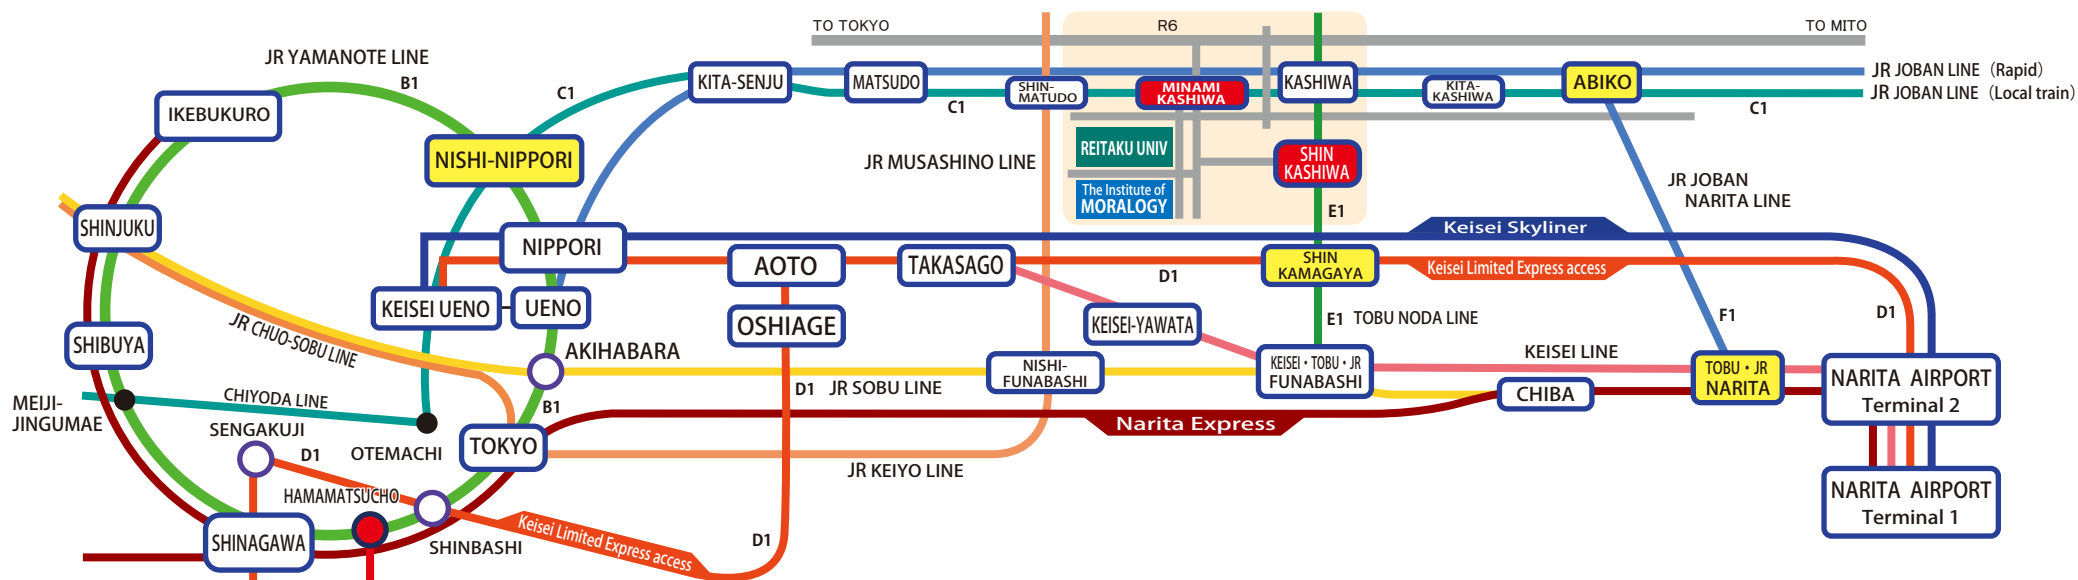 TO TOKYO
R6
TO MITO
JR YAMANOTE LINE
B1
C1
KITA-SENJU
MATSUDO
SHIN-
MATUDO
MINAMI
KASHIWA
KASHIWA
KITA-
KASHIWA
ABIKO
JR JOBAN LINE（Rapid）
JR JOBAN LINE（Local train）
C1
C1
IKEBUKURO
NISHI-NIPPORI
JR MUSASHINO LINE
REITAKU UNIV
SHIN
KASHIWA
The Institute of
MORALOGY
JR JOBAN
NARITA LINE
E1
SHINJUKU
NIPPORI
Keisei Skyliner
AOTO
TAKASAGO
D1
SHIN
KAMAGAYA
Keisei Limited Express access
KEISEI UENO
UENO
OSHIAGE
KEISEI-YAWATA
E1
TOBU NODA LINE
F1
D1
JR CHUO-SOBU LINE
SHIBUYA
AKIHABARA
KEISEI LINE
NISHI-
FUNABASHI
KEISEI・TOBU・JR
FUNABASHI
TOBU・JR
NARITA
NARITA AIRPORT
Terminal 2
D1
JR SOBU LINE
CHIBA
MEIJI-
JINGUMAE
CHIYODA LINE
B1
SENGAKUJI
OTEMACHI
TOKYO
Narita Express
D1
JR KEIYO LINE
HAMAMATSUCHO
NARITA AIRPORT
Terminal 1
SHINAGAWA
SHINBASHI
Keisei Limited Express access
D1